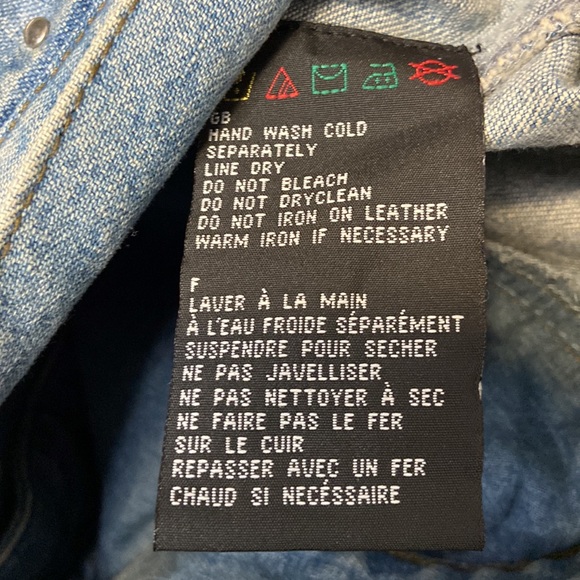 GB
HAND WASH COLD
SEPARATELY
LINE DRY
DO NOT BLEACH
DO NOT DRYCLEAN
DO NOT IRON ON LEATHER
WARM IRON IF NECESSARY
F
LAVER À LA MAIN
À L'EAU FROIDE SÉPARÉMENT
SUSPENDRE POUR SECHER
NE PAS JAVELLISER
NE PAS NETTOYER À SEC
NE FAIRE PAS LE FER
SUR LE CUIR
REPASSER AVEC UN FER
CHAUD SI NECÉSSAIRE